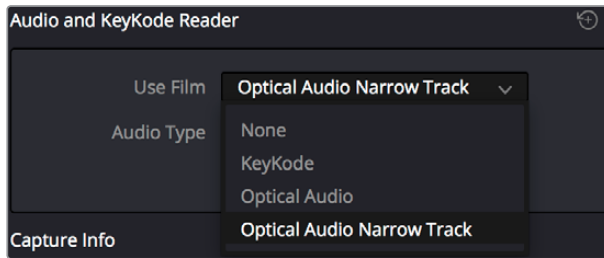 Audio and KeyKode Reader
Use Film Optical Audio Narrow Track
Audio Type
None
KeyKode
Optical Audio
Optical Audio Narrow Track
Capture Info